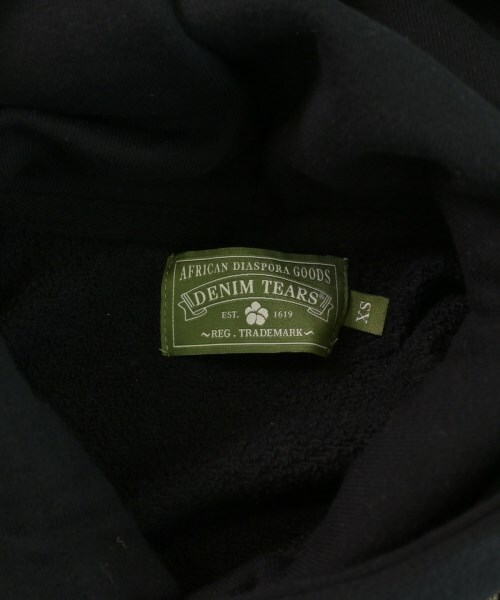 AFRICAN DIASPORA GOODS
DENIM TEARS®
EST. 1619
~REG. TRADEMARK~
XS